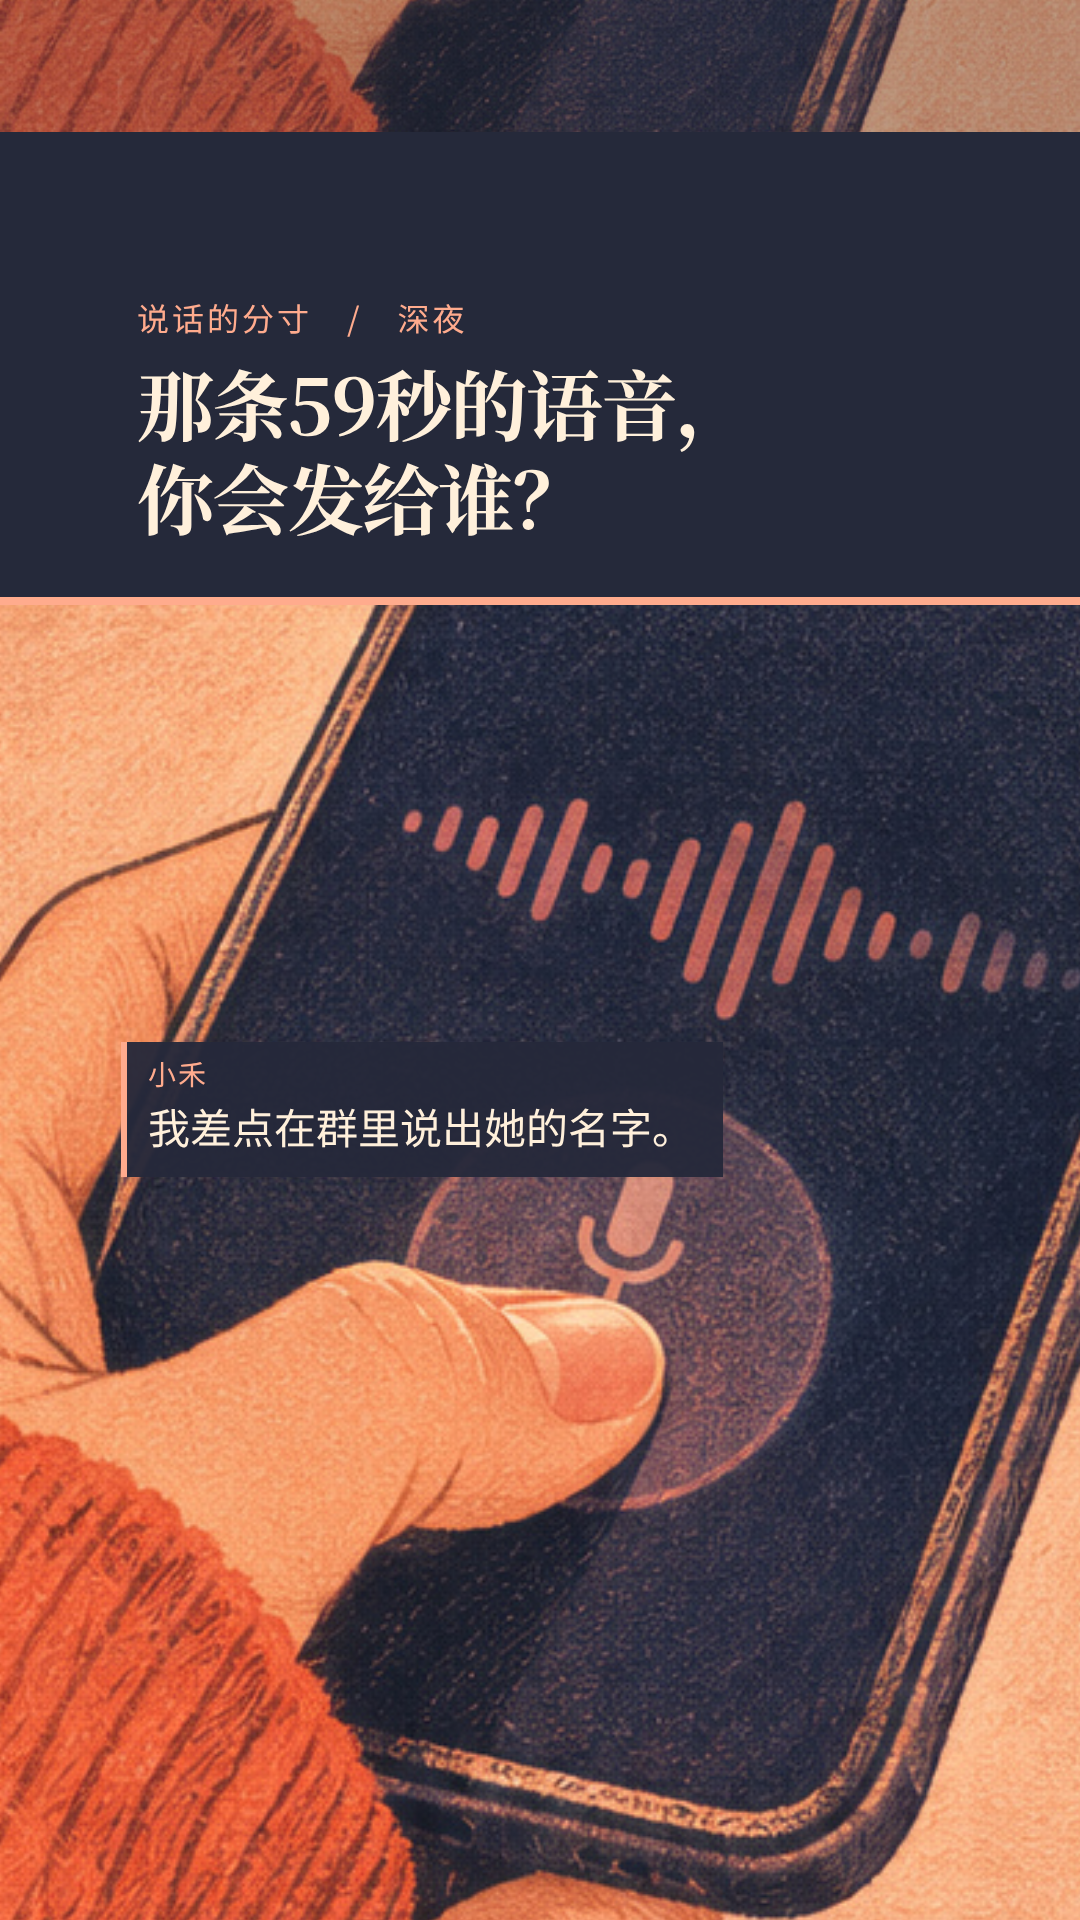 说话的分寸 / 深夜
那条59秒的语音，
你会发给谁？
小禾
我差点在群里说出她的名字。